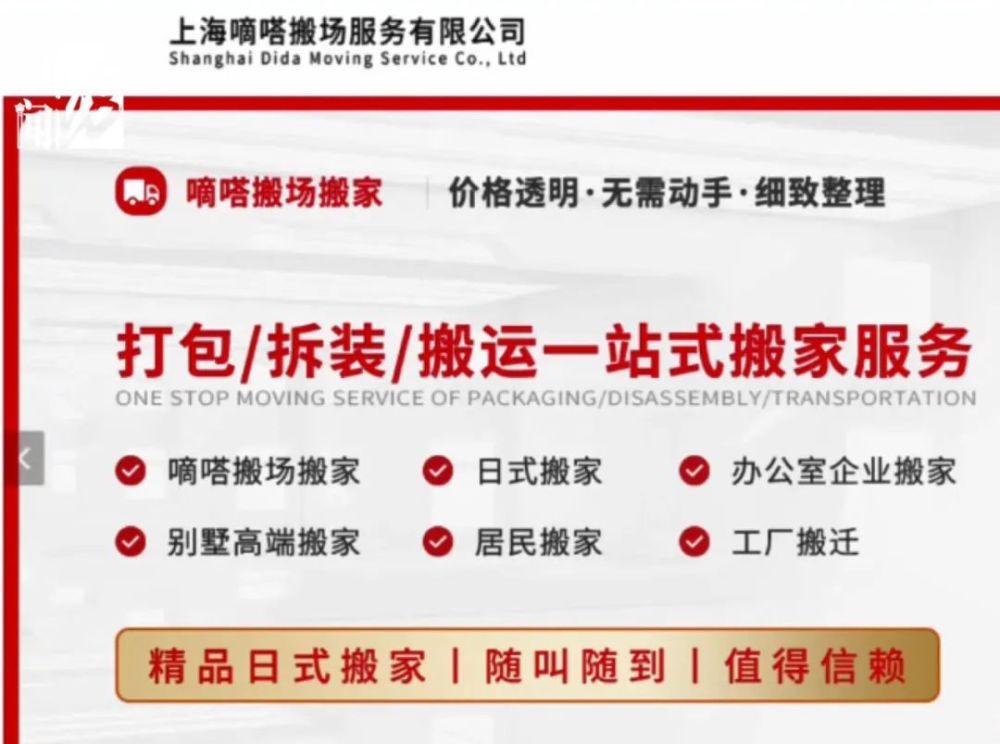 上海嘀嗒搬场服务有限公司
Shanghai Dida Moving Service Co., Ltd
闻
嘀嗒搬场搬家 价格透明·无需动手·细致整理
打包/拆装/搬运一站式搬家服务
ONE STOP MOVING SERVICE OF PACKAGING/DISASSEMBLY/TRANSPORTATION
嘀嗒搬场搬家 日式搬家 办公室企业搬家
别墅高端搬家 居民搬家 工厂搬迁
精品日式搬家丨随叫随到丨值得信赖